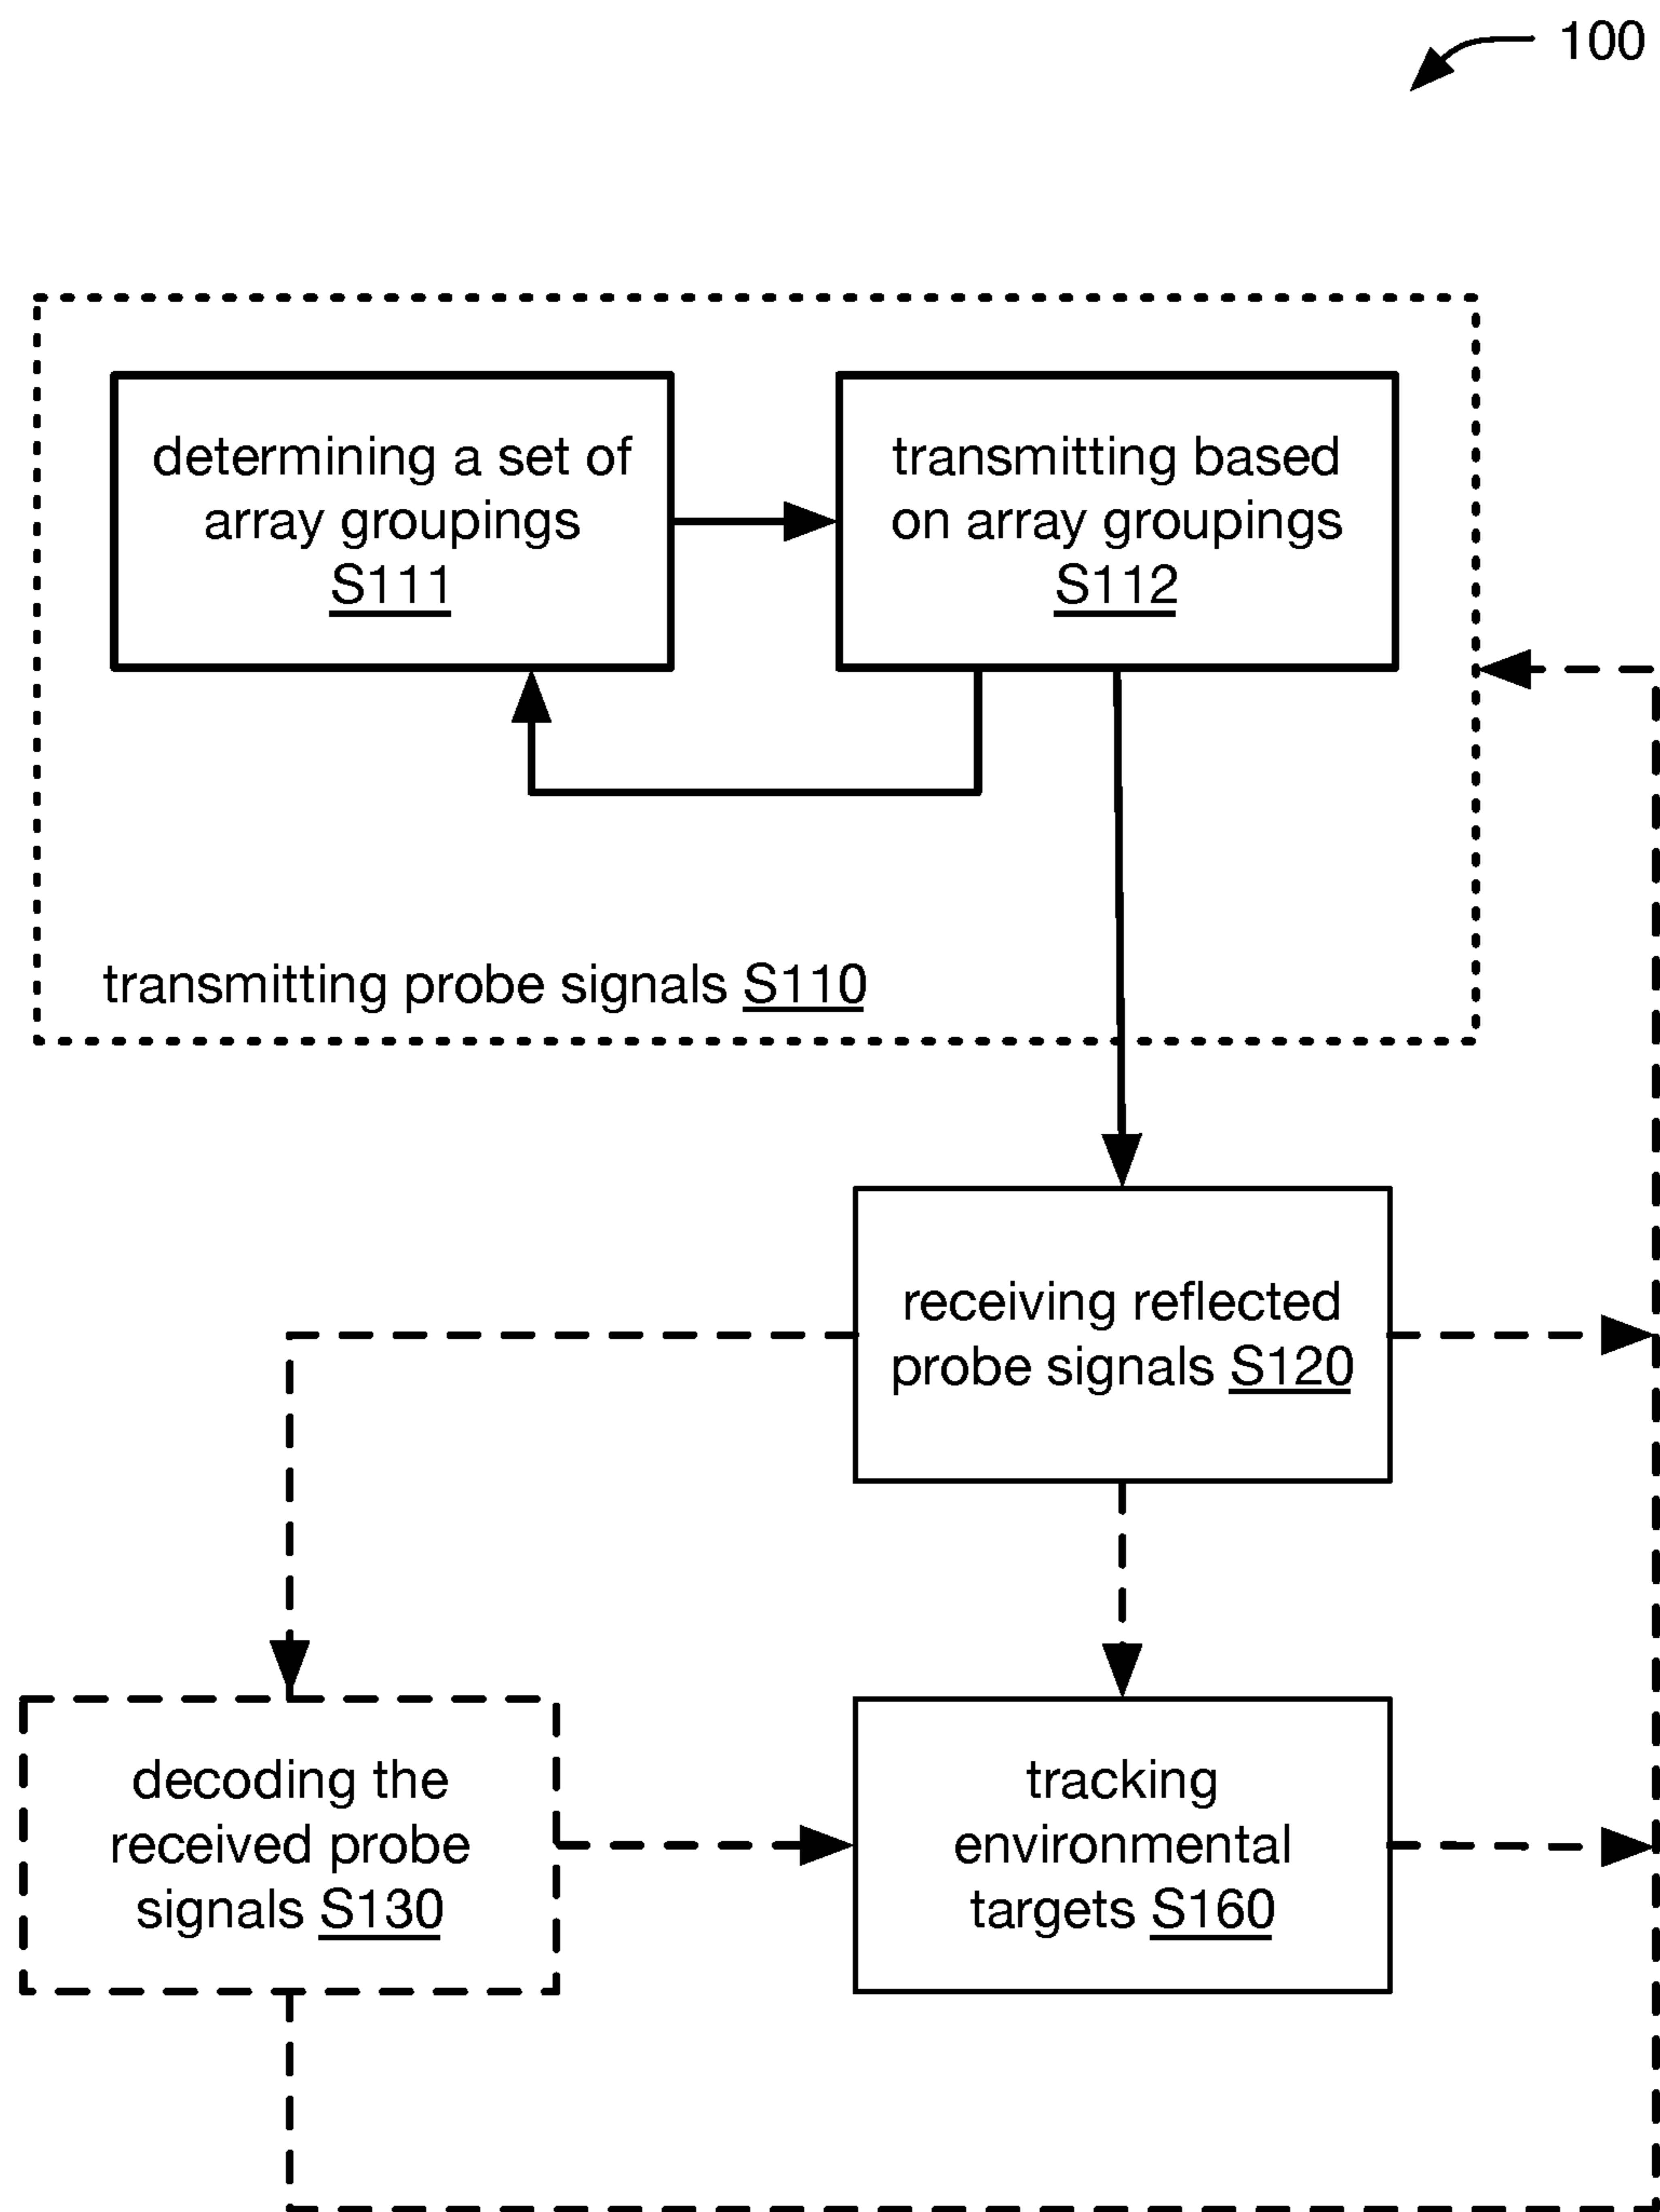 100
determining a set of
array groupings
S111
transmitting based
on array groupings
S112
transmitting probe signals S110
receiving reflected
probe signals S120
decoding the
received probe
signals S130
tracking
environmental
targets S160